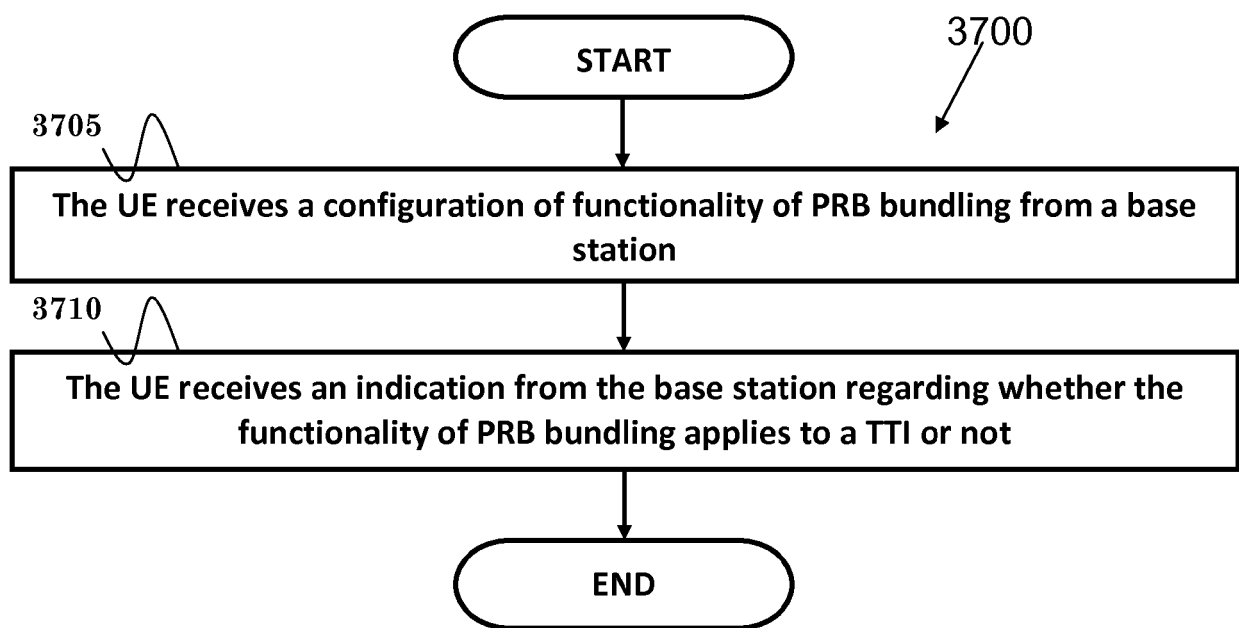 START
3700
3705
The UE receives a configuration of functionality of PRB bundling from a base
station
3710
The UE receives an indication from the base station regarding whether the
functionality of PRB bundling applies to a TTI or not
END